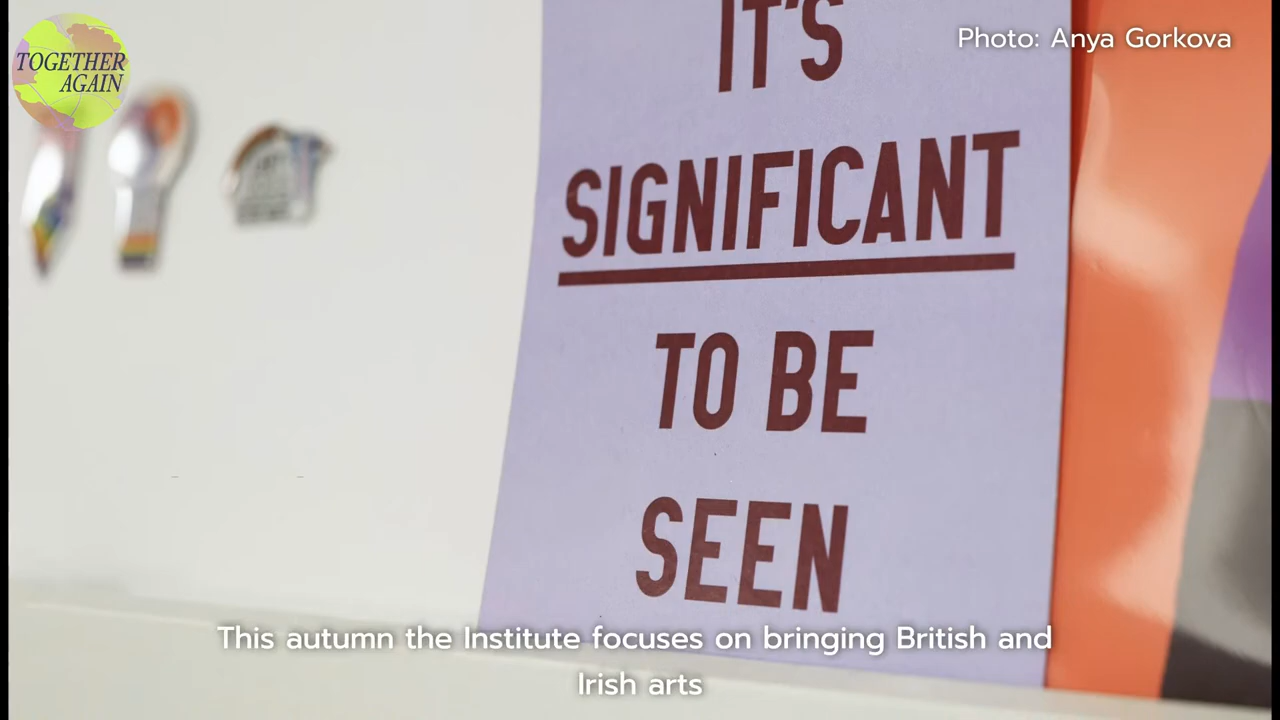 TOGETHER
AGAIN
Photo: Anya Gorkova
IT'S
SIGNIFICANT
TO BE
SEEN
This autumn the Institute focuses on bringing British and
Irish arts